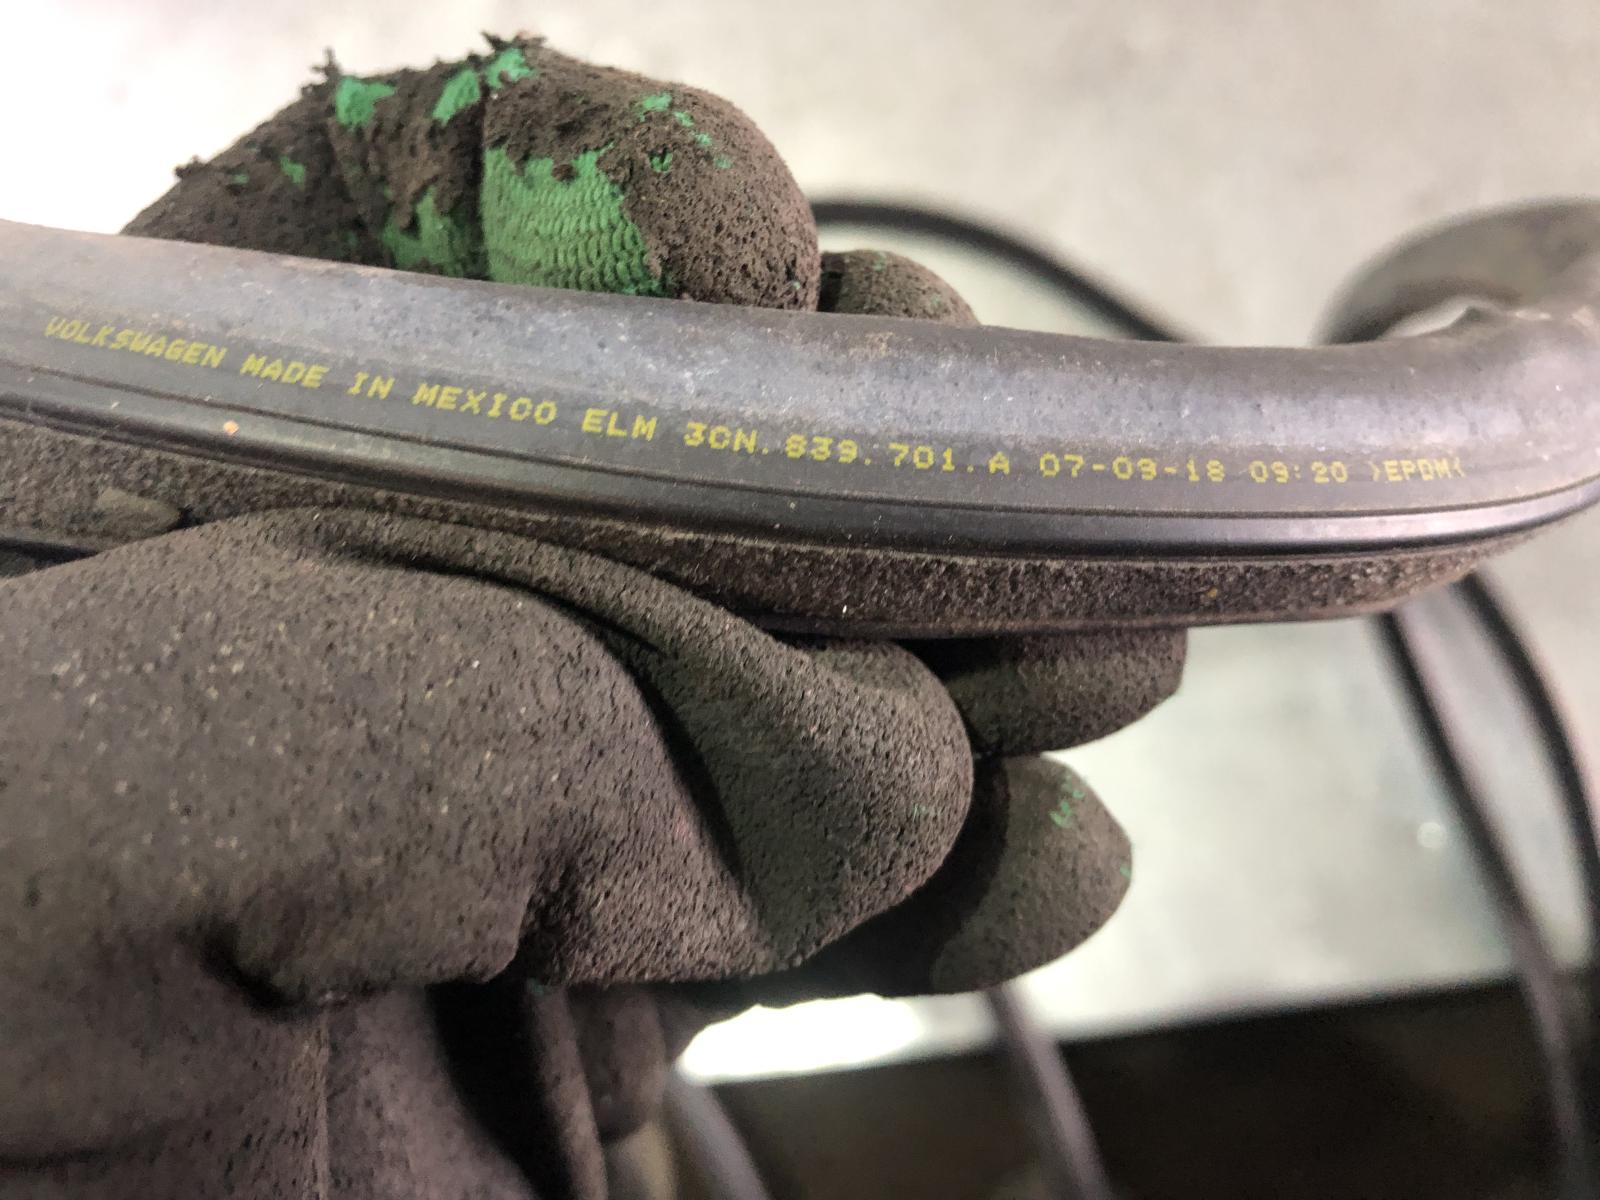 VOLKSWAGEN MADE IN MEXICO ELM 3CN.839.701.A 07-09-18 09:20 >EPDM<